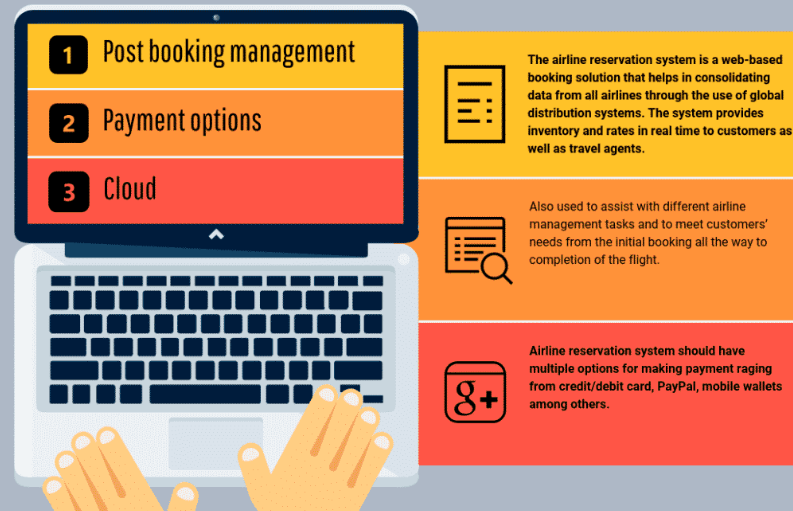 1 Post booking management
2 Payment options
3 Cloud
The airline reservation system is a web-based
booking solution that helps in consolidating
data from all airlines through the use of global
distribution systems. The system provides
inventory and rates in real time to customers as
well as travel agents.
Also used to assist with different airline
management tasks and to meet customers'
needs from the initial booking all the way to
completion of the flight.
g+
Airline reservation system should have
multiple options for making payment raging
from credit/debit card, PayPal, mobile wallets
among others.